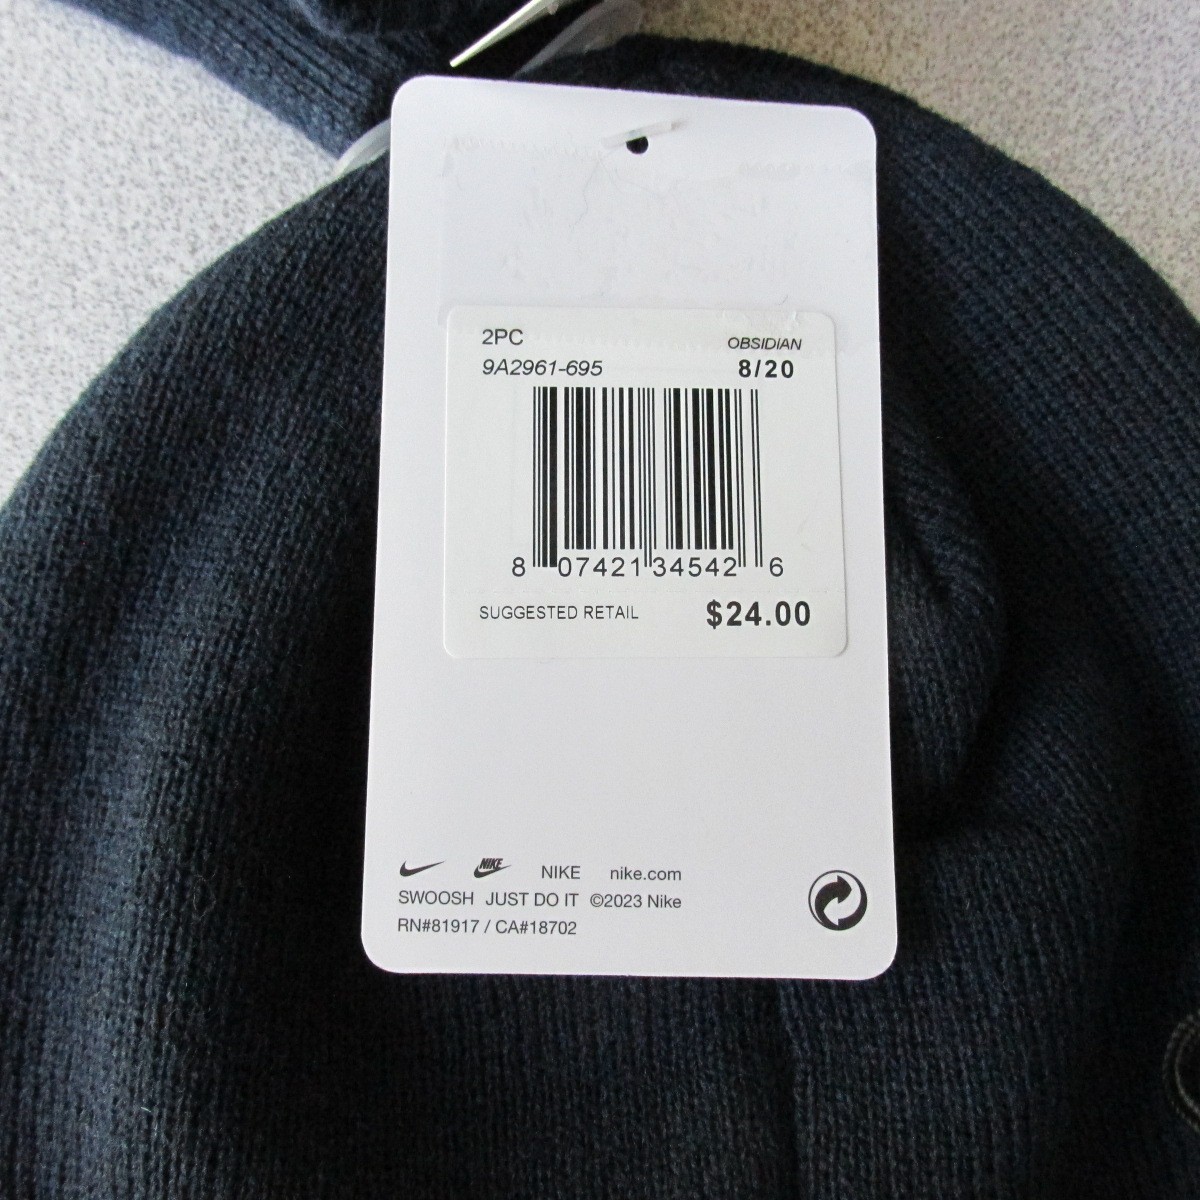 2PC OBSIDIAN
9A2961-695 8/20
8 07421 34542 6
SUGGESTED RETAIL $24.00
NIKE NIKE nike.com
SWOOSH JUST DO IT ©2023 Nike
RN#81917 / CA#18702